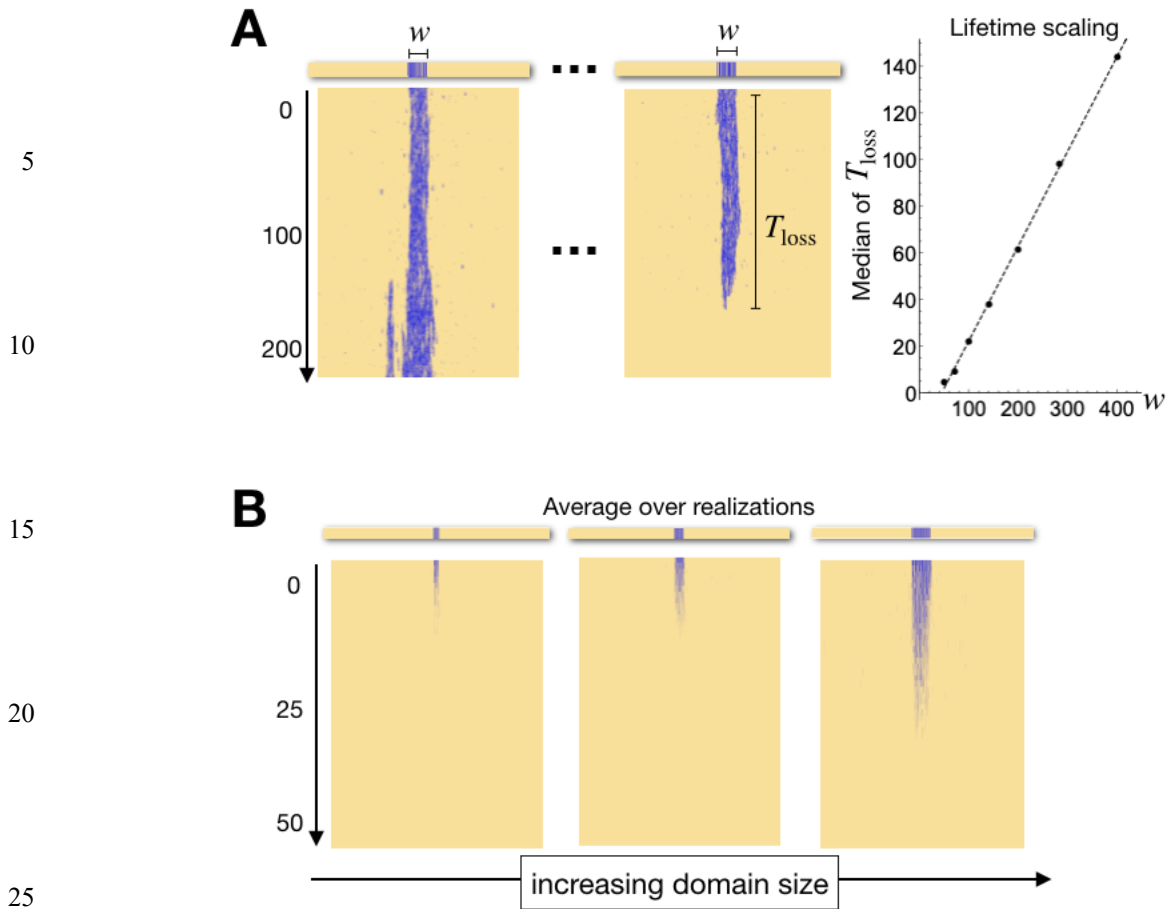 A
w
w
Lifetime scaling
0
100
200
T_loss
Median of T_loss
140
120
100
80
60
40
20
0
100 200 300 400 w
B
Average over realizations
0
25
50
increasing domain size
5
10
15
20
25